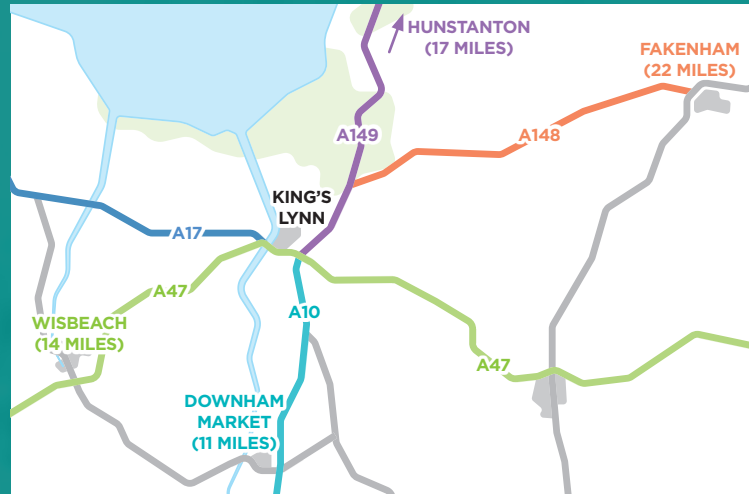 HUNSTANTON
(17 MILES)
FAKENHAM
(22 MILES)
A149
A148
KING'S
LYNN
A17
A47
A10
WISBEACH
(14 MILES)
A47
DOWNHAM
MARKET
(11 MILES)